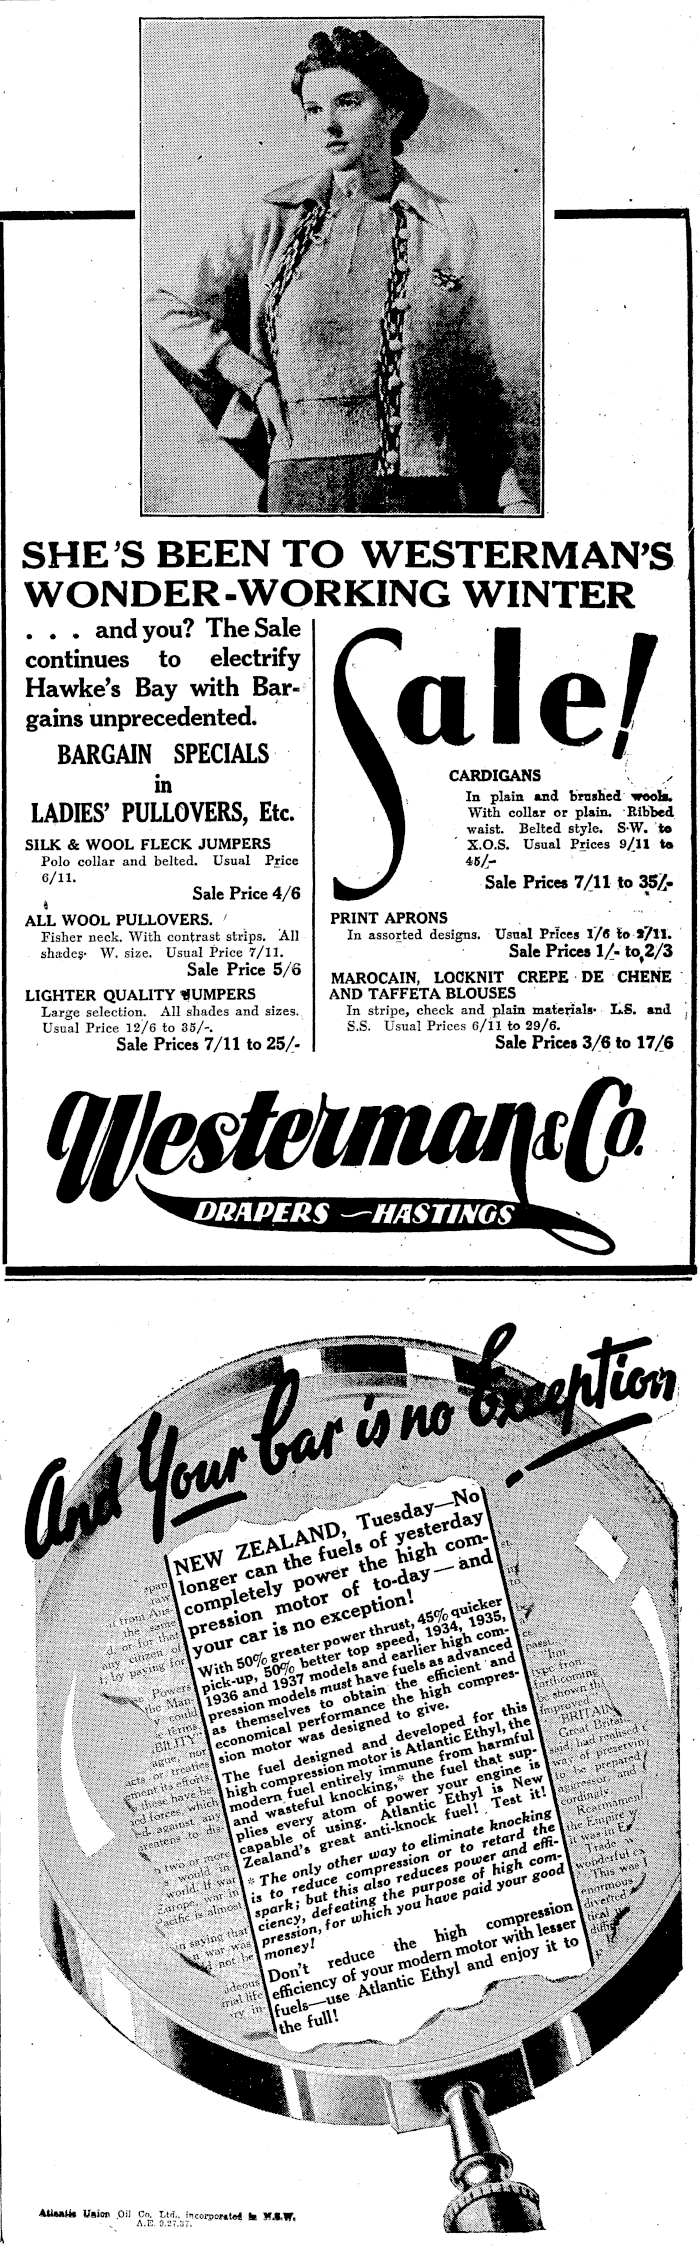 SHE'S BEEN TO WESTERMAN'S
WONDER-WORKING WINTER
. . . and you? The Sale
continues to electrify
Hawke's Bay with Bar-
gains unprecedented.
BARGAIN SPECIALS
in
LADIES' PULLOVERS, Etc.
SILK & WOOL FLECK JUMPERS
Polo collar and belted. Usual Price
6/11.
Sale Price 4/6
ALL WOOL PULLOVERS.
Fisher neck. With contrast strips. All
shades. W. size. Usual Price 7/11.
Sale Price 5/6
LIGHTER QUALITY JUMPERS
Large selection. All shades and sizes.
Usual Price 12/6 to 35/-.
Sale Prices 7/11 to 25/-
Sale!
CARDIGANS
In plain and brushed wools.
With collar or plain. Ribbed
waist. Belted style. S.W. to
X.O.S. Usual Prices 9/11 to
45/-
Sale Prices 7/11 to 35/-
PRINT APRONS
In assorted designs. Usual Prices 1/6 to 3/11.
Sale Prices 1/- to 2/3
MAROCAIN, LOCKNIT CREPE DE CHENE
AND TAFFETA BLOUSES
In stripe, check and plain materials. L.S. and
S.S. Usual Prices 6/11 to 29/6.
Sale Prices 3/6 to 17/6
Westerman & Co.
DRAPERS — HASTINGS
And Your Car is no Exception
NEW ZEALAND, Tuesday—No
longer can the fuels of yesterday
completely power the high com-
pression motor of to-day—and
your car is no exception!
With 50% greater power thrust, 45% quicker
pick-up, 50% better top speed, 1934, 1935,
1936 and 1937 models and earlier high com-
pression models must have fuels as advanced
as themselves to obtain the efficient and
economical performance the high compres-
sion motor was designed to give.
The fuel designed and developed for this
high compression motor is Atlantic Ethyl, the
modern fuel entirely immune from harmful
and wasteful knocking,* the fuel that sup-
plies every atom of power your engine is
capable of using. Atlantic Ethyl is New
Zealand's great anti-knock fuel! Test it!
* The only other way to eliminate knocking
is to reduce compression or to retard the
spark; but this also reduces power and effi-
ciency, defeating the purpose of high com-
pression, for which you have paid your good
money!
Don't reduce the high compression
efficiency of your modern motor with lesser
fuels—use Atlantic Ethyl and enjoy it to
the full!
Atlantic Union Oil Co. Ltd., incorporated in N.S.W.
A.E. 9.27.37.